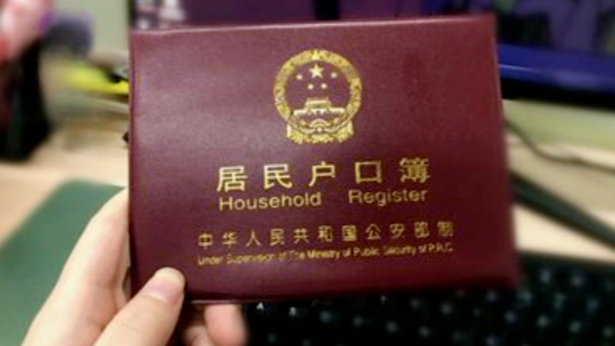 居民户口簿
Household Register
中华人民共和国公安部制
Under Supervision of The Ministry of Public Security of P.R.C